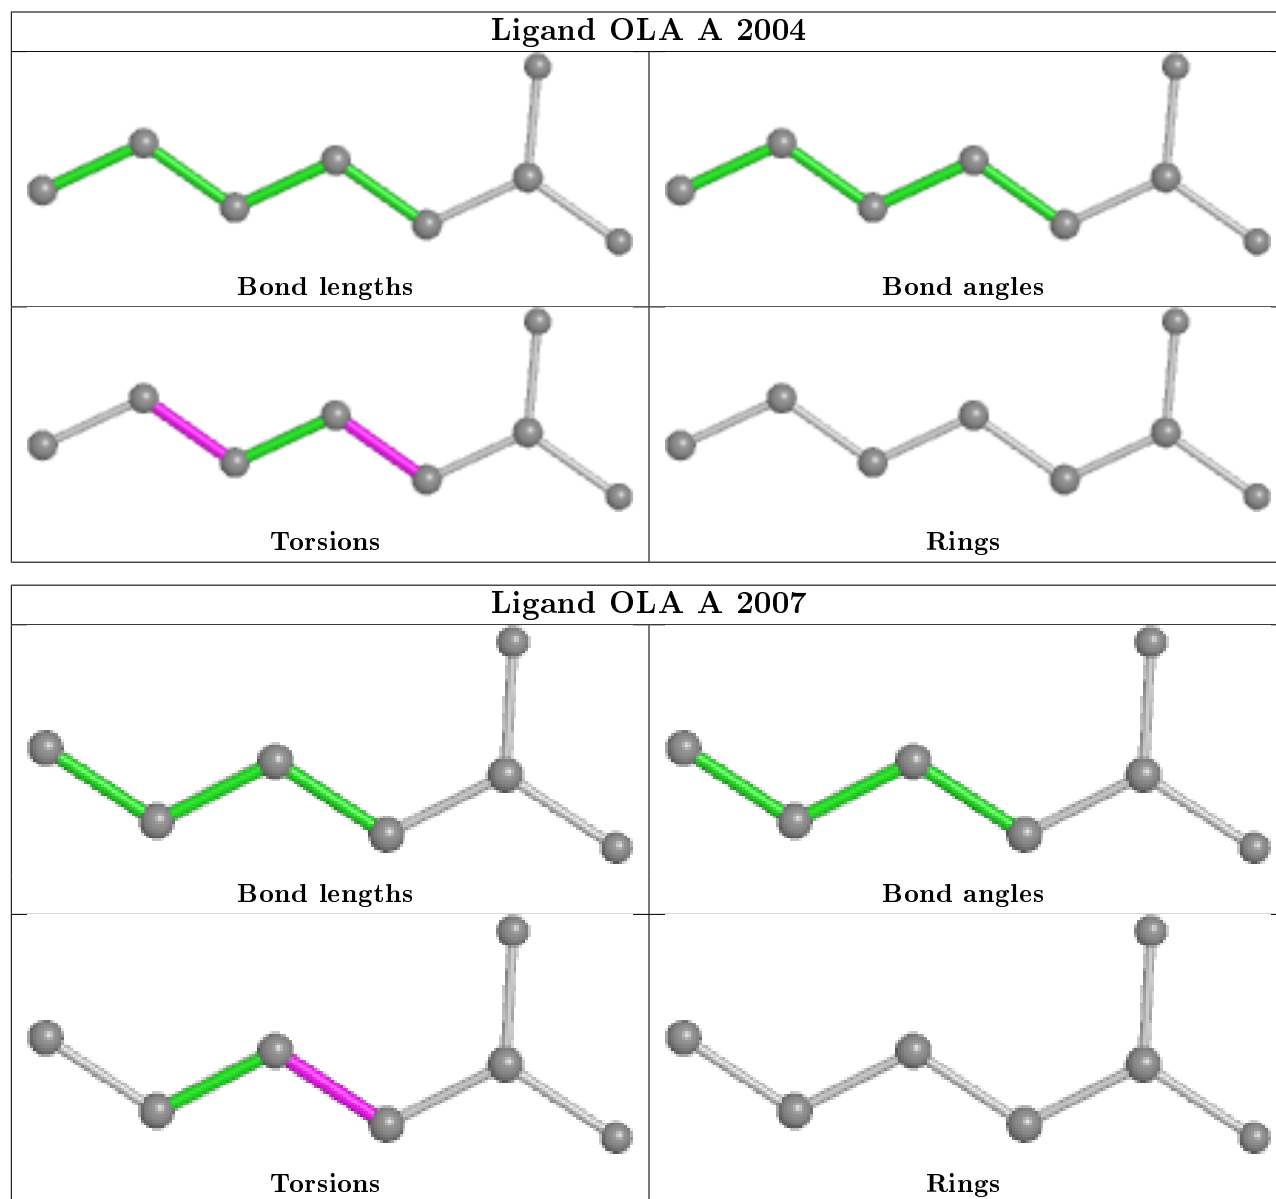 Ligand OLA A 2004
Bond lengths
Bond angles
Torsions
Rings
Ligand OLA A 2007
Bond lengths
Bond angles
Torsions
Rings